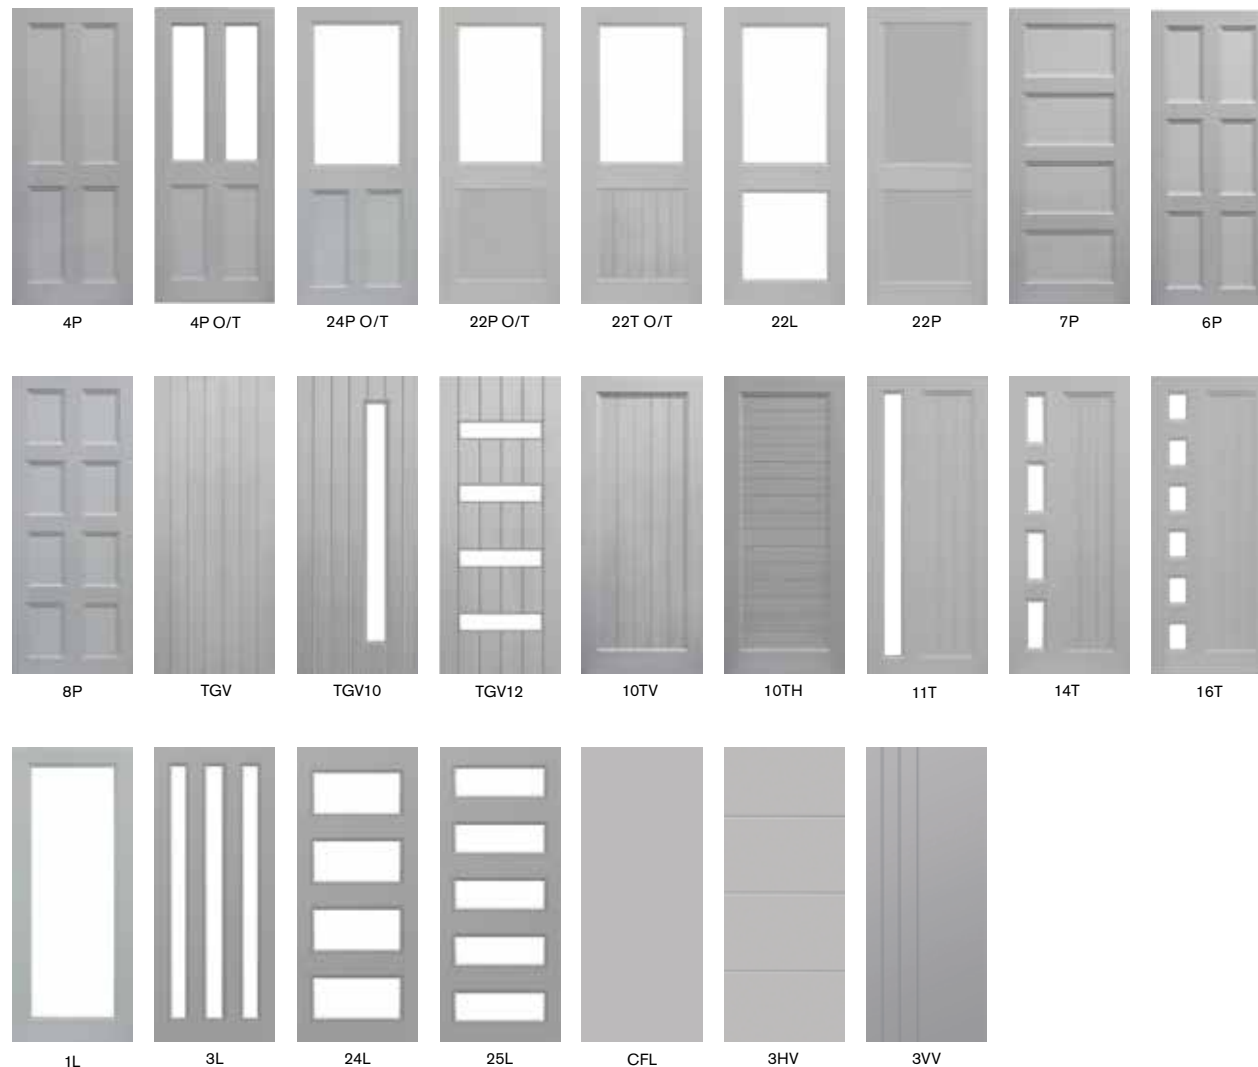 4P 4P O/T 24P O/T 22P O/T 22T O/T 22L 22P 7P 6P
8P TGV TGV10 TGV12 10TV 10TH 11T 14T 16T
1L 3L 24L 25L CFL 3HV 3VV